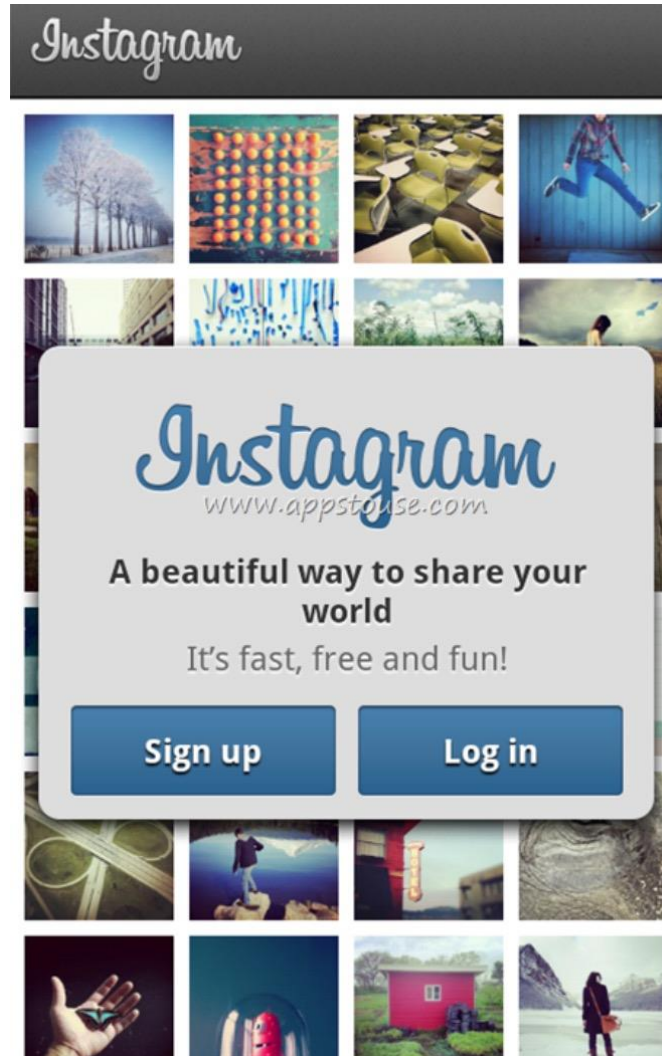 Instagram
Instagram
www.appstouse.com
A beautiful way to share your
world
It's fast, free and fun!
Sign up
Log in
HOTEL